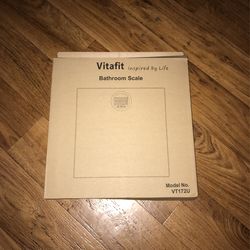 Vitafit inspired by Life
Bathroom Scale
Model No.
VT172U